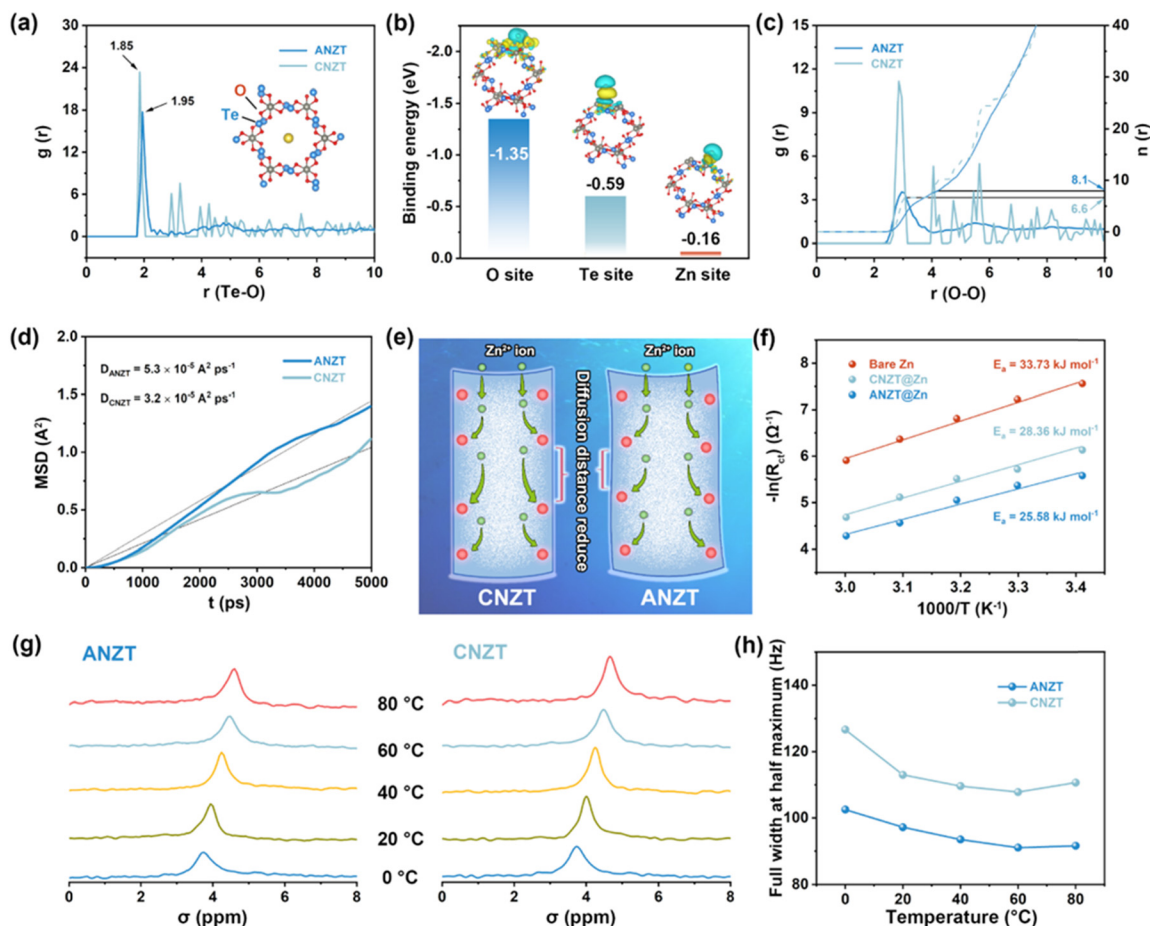 (a)
1.85
1.95
ANZT
CNZT
O
Te
g (r)
30
24
18
12
6
0
0 2 4 6 8 10
r (Te-O)
(b)
Binding energy (eV)
-2.0
-1.5
-1.0
-0.5
0.0
-1.35
-0.59
-0.16
O site Te site Zn site
(c)
ANZT
CNZT
g (r)
15
12
9
6
3
0
n (r)
40
30
20
10
0
8.1
6.6
0 2 4 6 8 10
r (O-O)
(d)
ANZT
CNZT
D_ANZT = 5.3 × 10⁻⁵ A² ps⁻¹
D_CNZT = 3.2 × 10⁻⁵ A² ps⁻¹
MSD (A²)
2.0
1.5
1.0
0.5
0.0
0 1000 2000 3000 4000 5000
t (ps)
(e)
Zn²⁺ ion
Zn²⁺ ion
Diffusion distance reduce
CNZT
ANZT
(f)
Bare Zn
CNZT@Zn
ANZT@Zn
Eₐ = 33.73 kJ mol⁻¹
Eₐ = 28.36 kJ mol⁻¹
Eₐ = 25.58 kJ mol⁻¹
-ln(R_ct) (Ω⁻¹)
8
7
6
5
4
3.0 3.1 3.2 3.3 3.4
1000/T (K⁻¹)
(g)
ANZT
CNZT
80 °C
60 °C
40 °C
20 °C
0 °C
0 2 4 6 8
σ (ppm)
0 2 4 6 8
σ (ppm)
(h)
ANZT
CNZT
Full width at half maximum (Hz)
140
120
100
80
0 20 40 60 80
Temperature (°C)